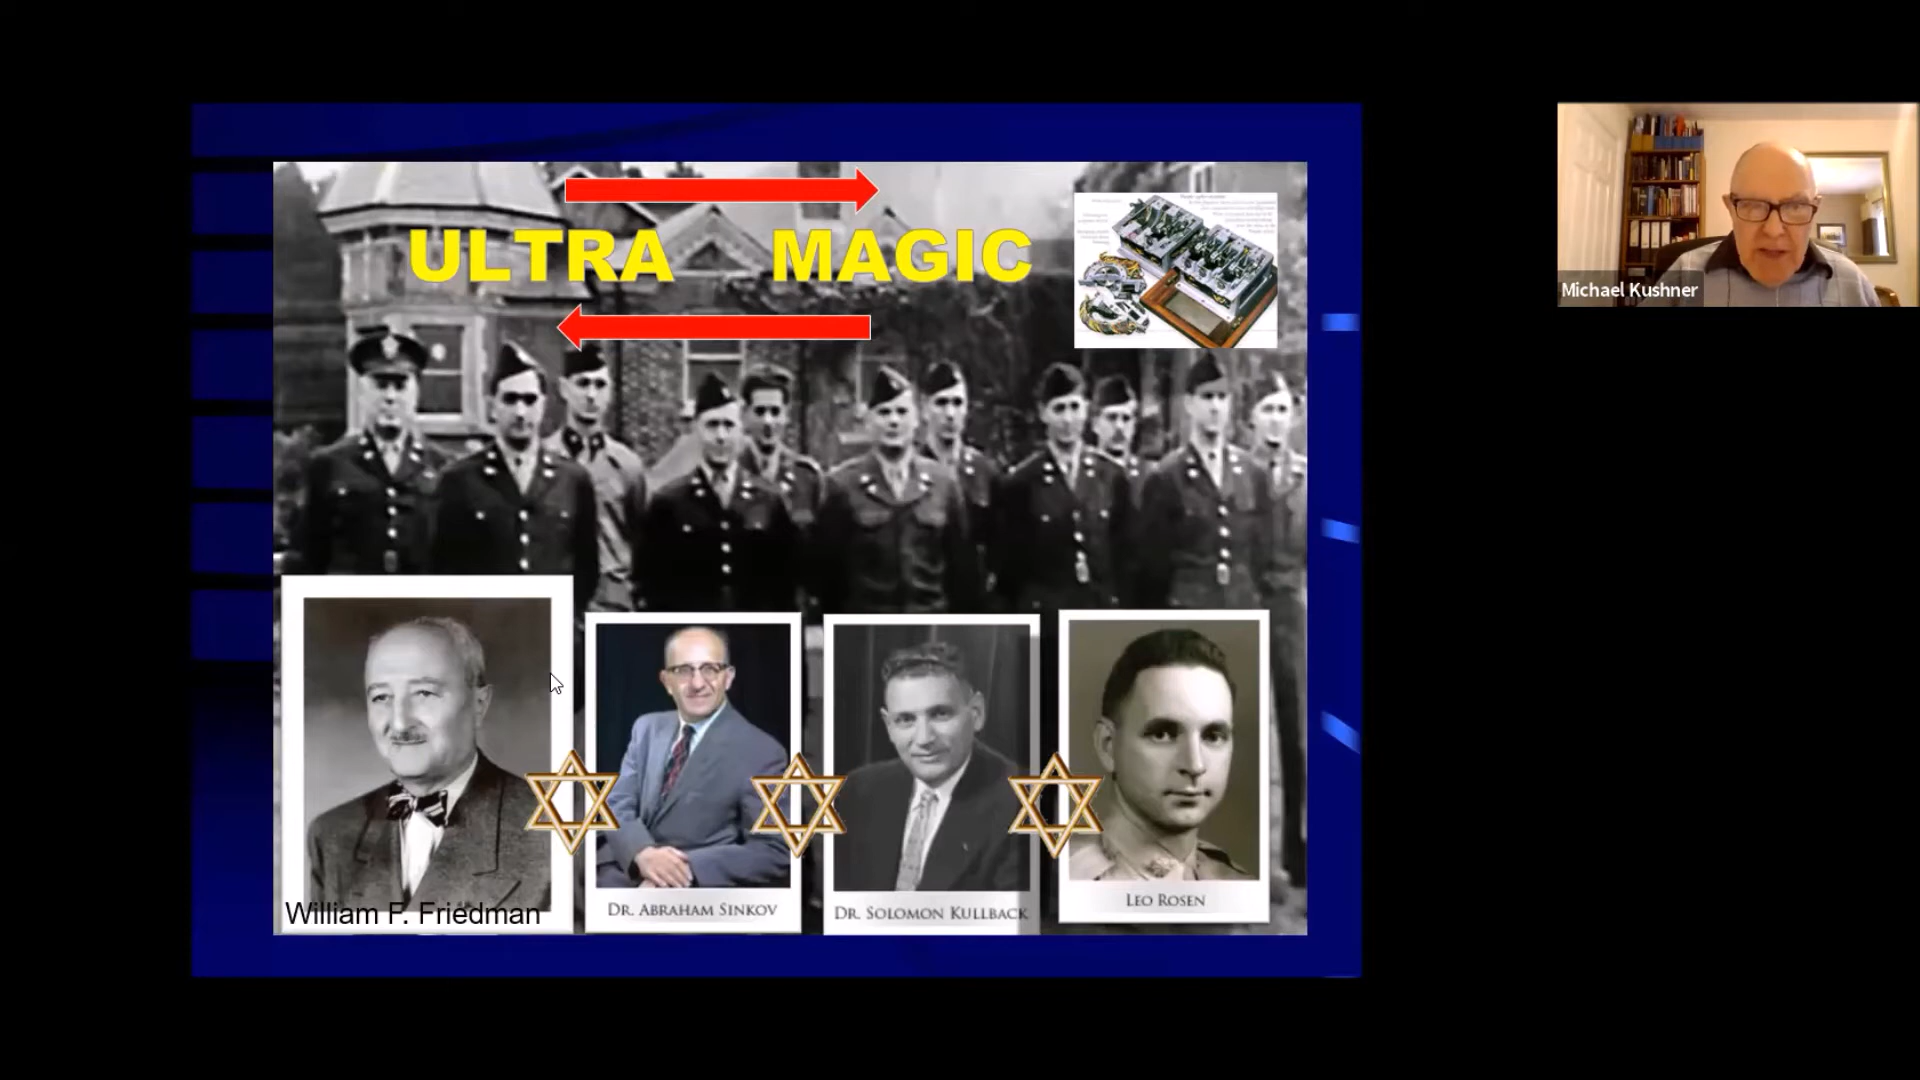 ULTRA MAGIC
Michael Kushner
William F. Friedman
DR. ABRAHAM SINKOV
DR. SOLOMON KULLBACK
LEO ROSEN